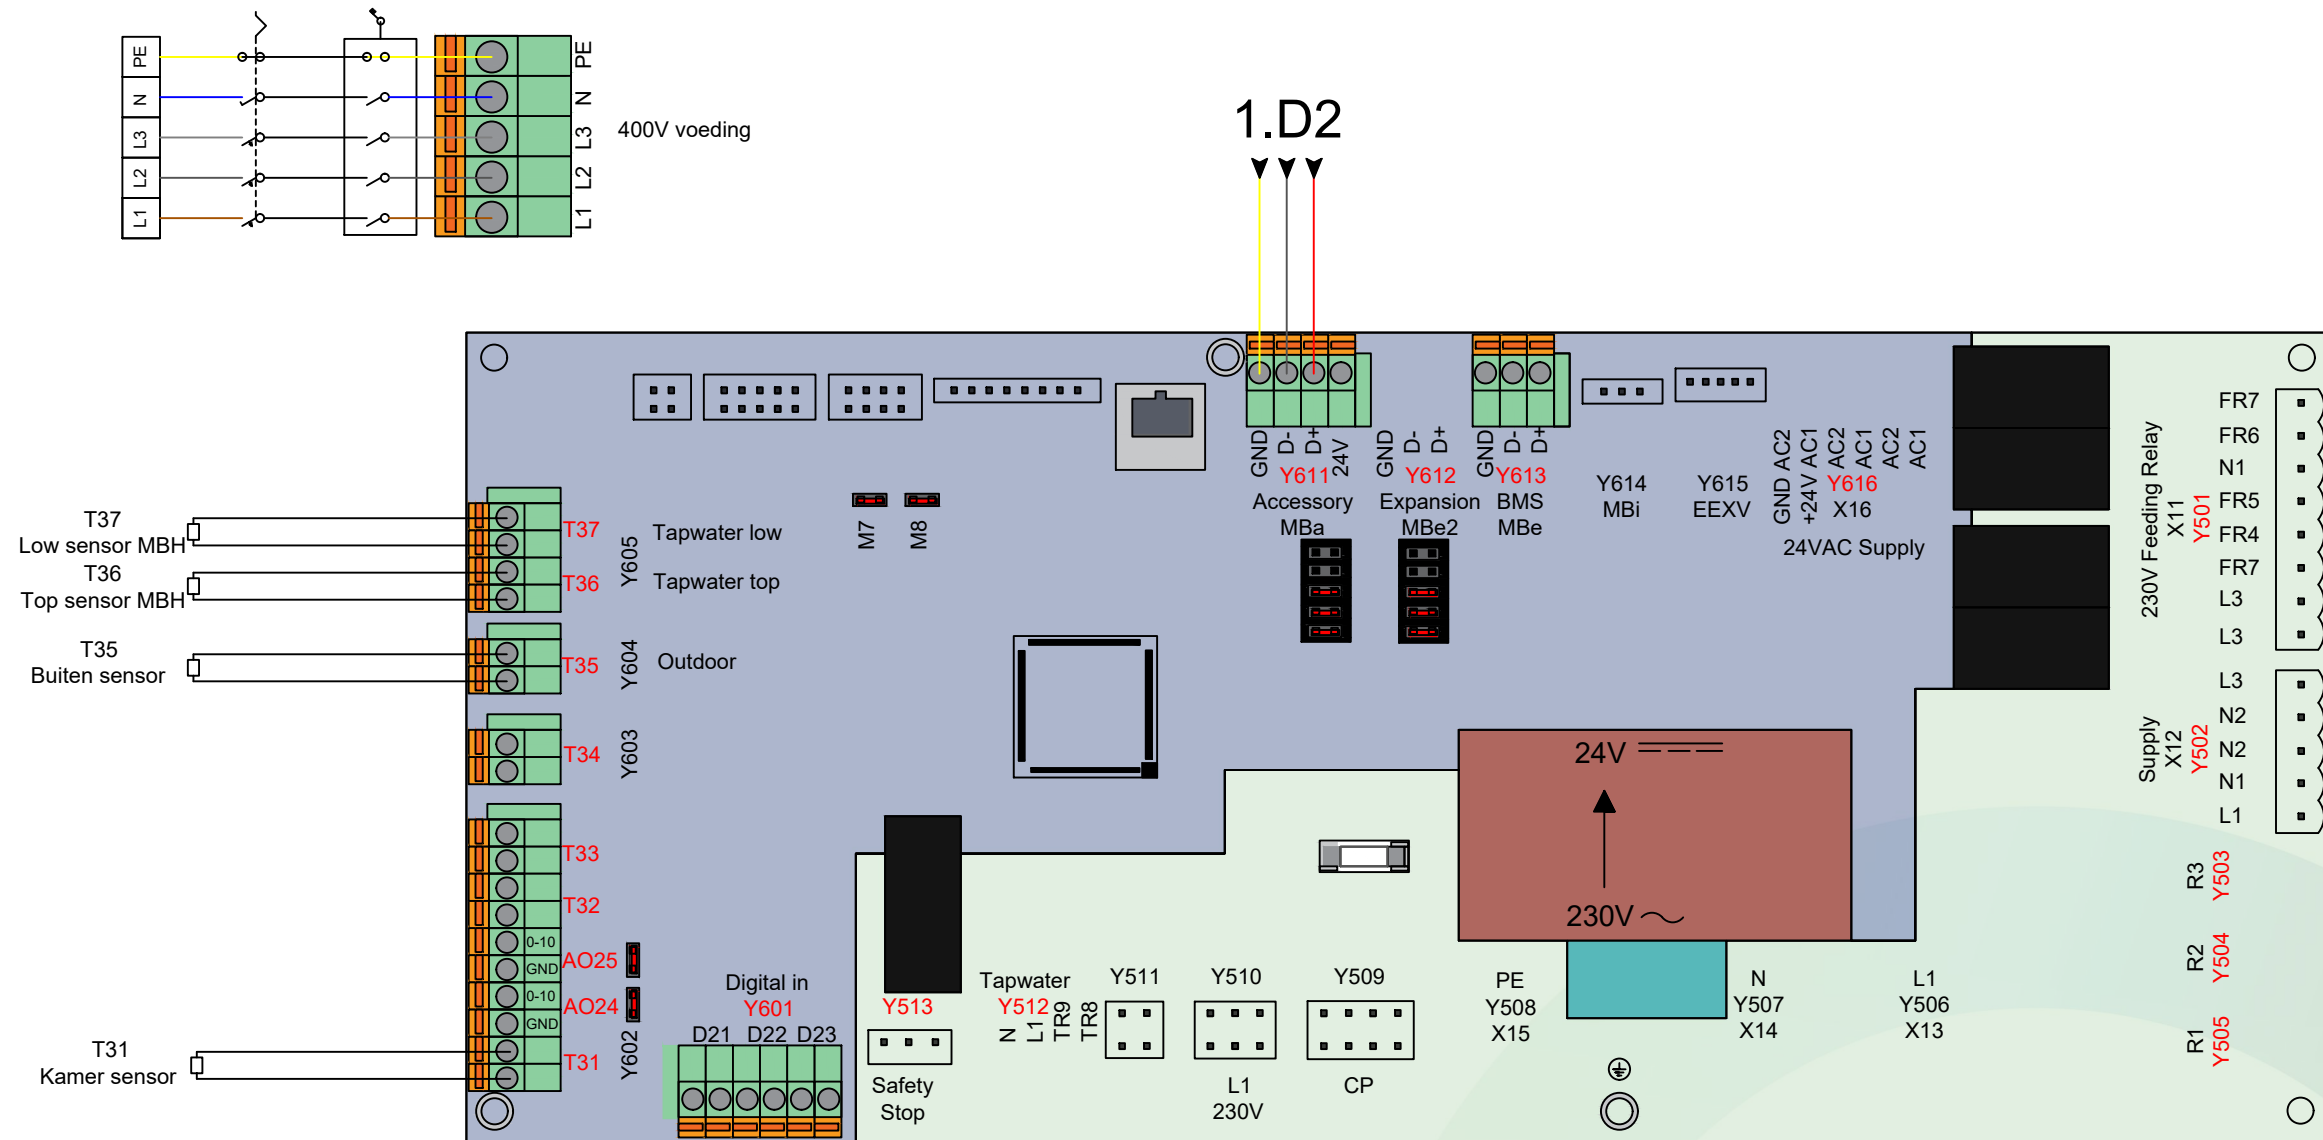 PE
N
L3
L2
L1
PE
N
L3
L2
L1
400V voeding
1.D2
GND
D-
D+
24V
Y611
Accessory
MBa
GND
D-
D+
Y612
Expansion
MBe2
GND
D-
D+
Y613
BMS
MBe
Y614
MBi
Y615
EEXV
GND AC2
+24V AC1
AC2
AC1
AC2
AC1
Y616
X16
24VAC Supply
230V Feeding Relay
X11
Y501
FR7
FR6
N1
FR5
FR4
FR7
L3
L3
Supply
X12
Y502
L3
N2
N2
N1
L1
R3
Y503
R2
Y504
R1
Y505
T37
Low sensor MBH
T36
Top sensor MBH
T35
Buiten sensor
T31
Kamer sensor
T37
T36
Y605
Tapwater low
Tapwater top
M7
M8
T35
Y604
Outdoor
T34
Y603
T33
T32
0-10
GND
AO25
0-10
GND
AO24
T31
Y602
Digital in
Y601
D21
D22
D23
Y513
Safety
Stop
Tapwater
Y512
N
L1
TR9
TR8
Y511
Y510
L1
230V
Y509
CP
24V
230V
PE
Y508
X15
N
Y507
X14
L1
Y506
X13